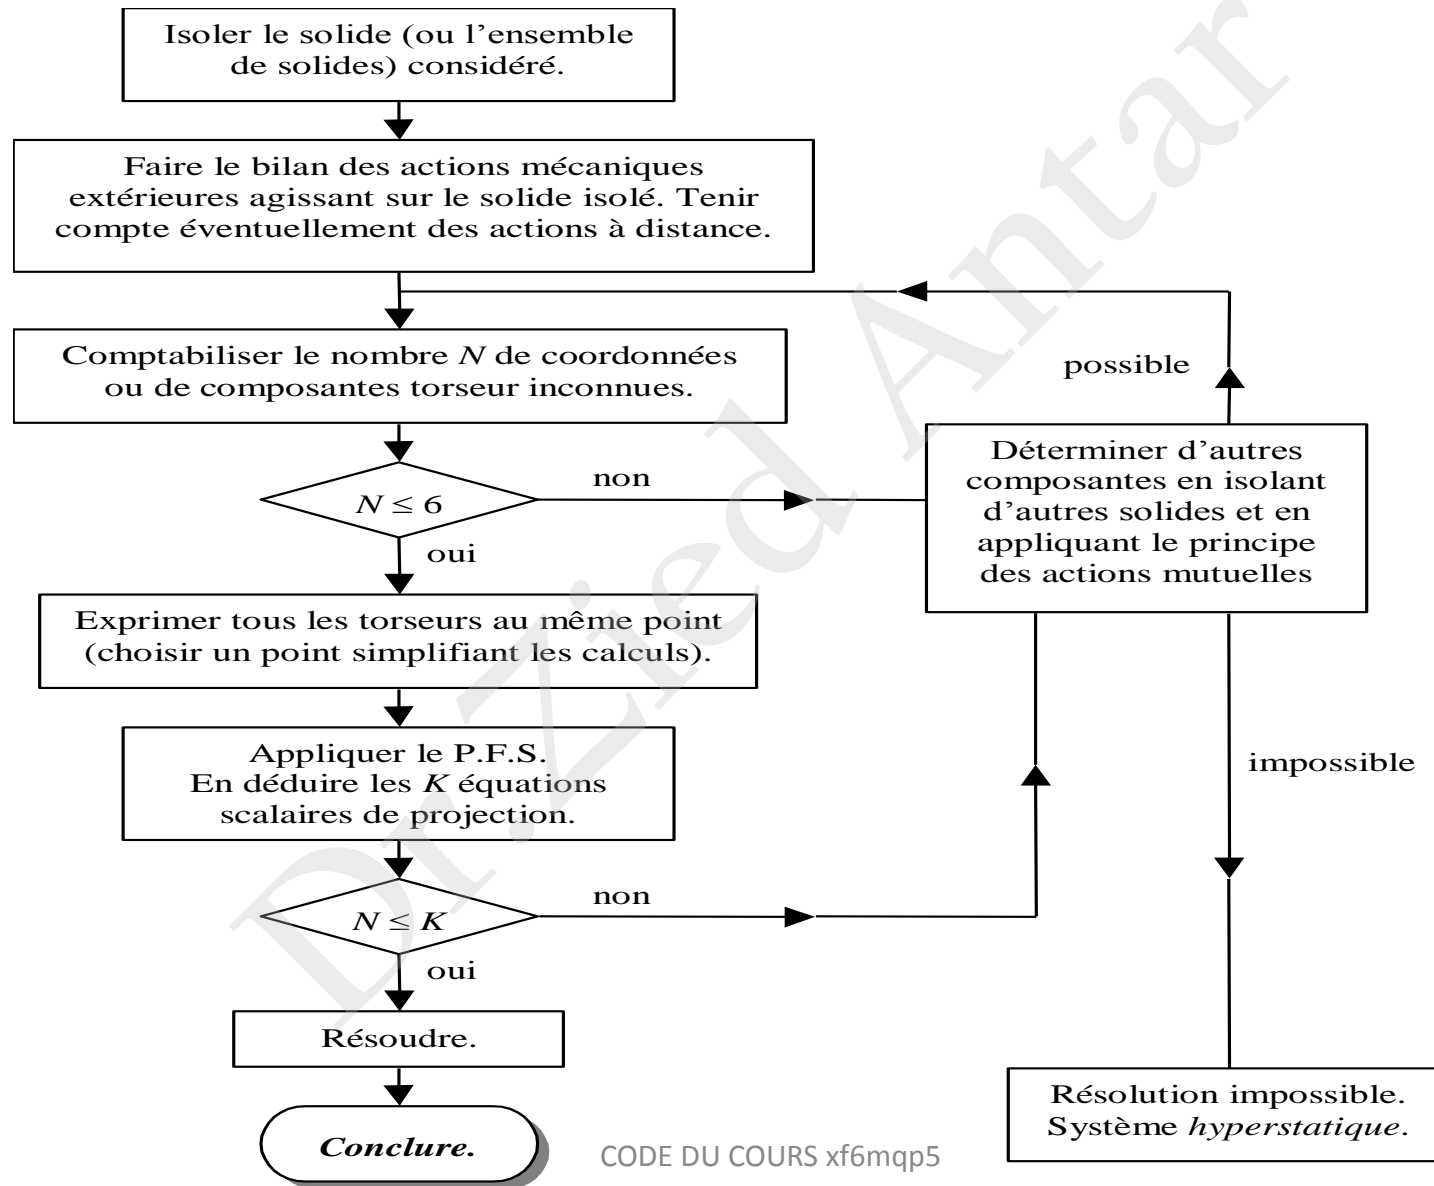 Isoler le solide (ou l'ensemble
de solides) considéré.
Faire le bilan des actions mécaniques
extérieures agissant sur le solide isolé. Tenir
compte éventuellement des actions à distance.
Comptabiliser le nombre N de coordonnées
ou de composantes torseur inconnues.
possible
N ≤ 6
non
oui
Déterminer d'autres
composantes en isolant
d'autres solides et en
appliquant le principe
des actions mutuelles
Exprimer tous les torseurs au même point
(choisir un point simplifiant les calculs).
Appliquer le P.F.S.
En déduire les K équations
scalaires de projection.
impossible
N ≤ K
non
oui
Résoudre.
Conclure.
Résolution impossible.
Système hyperstatique.
CODE DU COURS xf6mqp5
Dr.Zied Antar